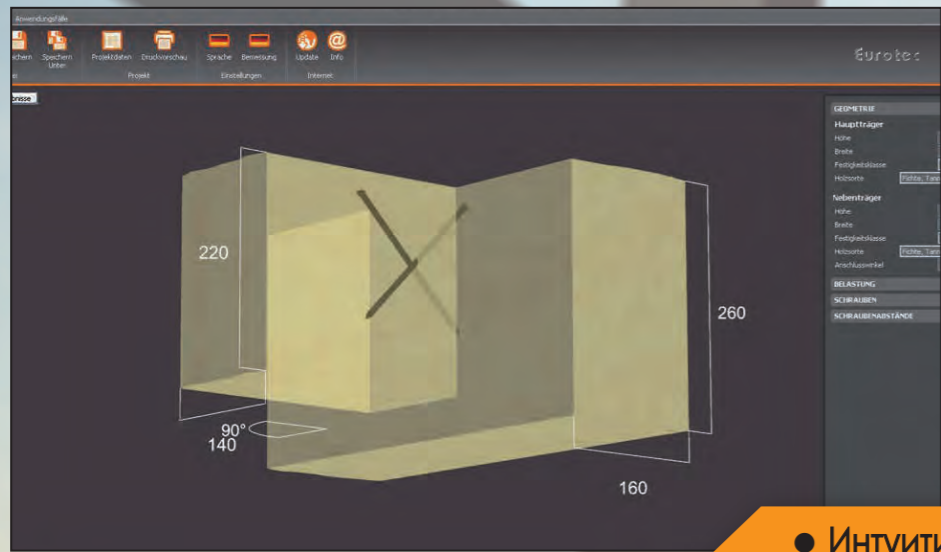 Anwendungsfälle
Speichern Unter
Projektdaten
Druckvorschau
Sprache
Bemessung
Update
Info
Projekt
Einstellungen
Internet
Eurotec
GEOMETRIE
Hauptträger
Höhe
Breite
Festigkeitsklasse
Holzsorte
Fichte, Tann
Nebenträger
Höhe
Breite
Festigkeitsklasse
Holzsorte
Fichte, Tann
Anschlusswinkel
BELASTUNG
SCHRAUBEN
SCHRAUBENABSTÄNDE
220
260
90°
140
160